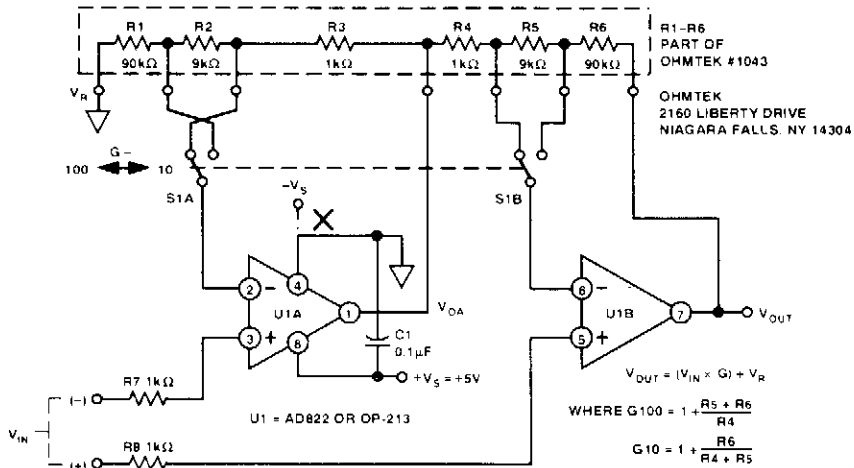 R1 R2 R3 R4 R5 R6
90kΩ 9kΩ 1kΩ 1kΩ 9kΩ 90kΩ
R1-R6
PART OF
OHMTEK #1043
OHMTEK
2160 LIBERTY DRIVE
NIAGARA FALLS, NY 14304
VR
G -
100 10
S1A
S1B
-VS
X
2 -
4
U1A
1
3 +
8
VOA
C1
0.1µF
+VS = +5V
6 -
U1B
7
5 +
VOUT
R7 1kΩ
(-)
VIN
(+)
R8 1kΩ
U1 = AD822 OR OP-213
VOUT = (VIN × G) + VR
WHERE G100 = 1 + (R5 + R6) / R4
G10 = 1 + R6 / (R4 + R5)